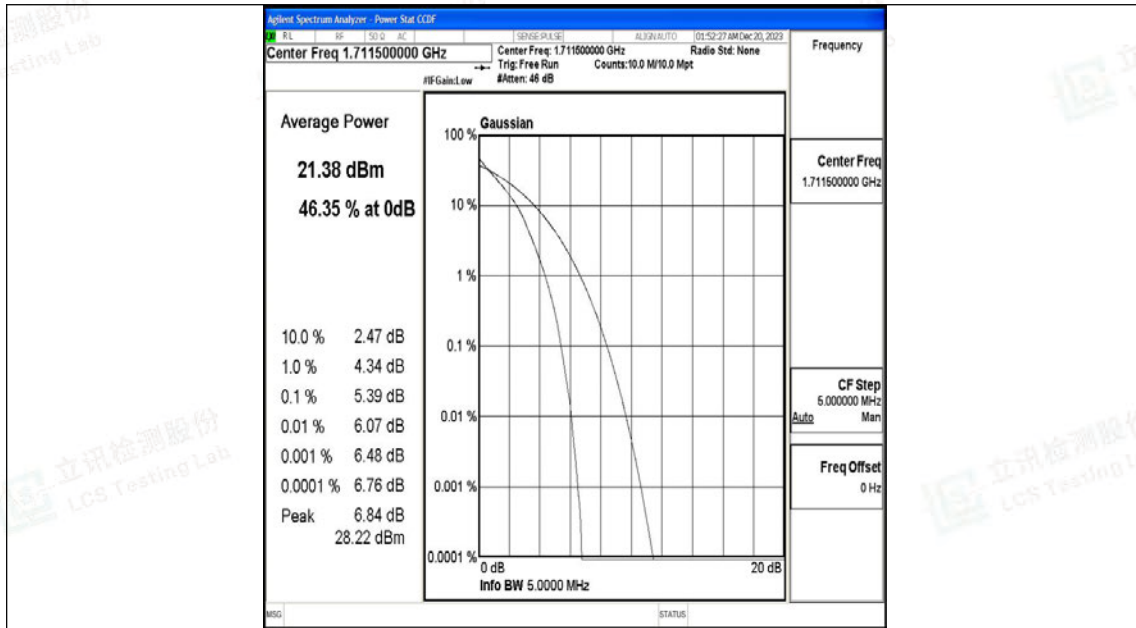 Agilent Spectrum Analyzer - Power Stat CCDF
RL RF 50 Ω AC SENSE:PULSE ALIGN AUTO 01:52:27 AM Dec 20, 2023
Center Freq 1.711500000 GHz
Center Freq: 1.711500000 GHz
Radio Std: None
Trig: Free Run
Counts:10.0 M/10.0 Mpt
#IFGain:Low
#Atten: 46 dB
Frequency
Average Power
21.38 dBm
46.35 % at 0dB
10.0 % 2.47 dB
1.0 % 4.34 dB
0.1 % 5.39 dB
0.01 % 6.07 dB
0.001 % 6.48 dB
0.0001 % 6.76 dB
Peak 6.84 dB
28.22 dBm
Gaussian
100 %
10 %
1 %
0.1 %
0.01 %
0.001 %
0.0001 %
0 dB
20 dB
Info BW 5.0000 MHz
Center Freq
1.711500000 GHz
CF Step
5.000000 MHz
Auto Man
Freq Offset
0 Hz
MSG
STATUS
立讯检测股份
LCS Testing Lab